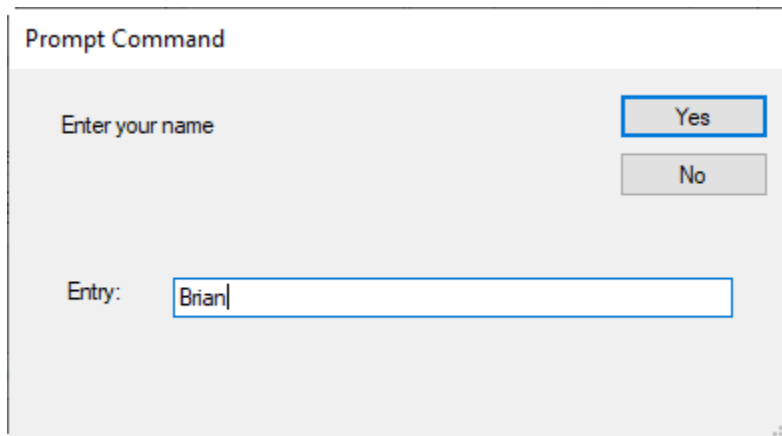 Prompt Command
Enter your name
Yes
No
Entry:
Brian